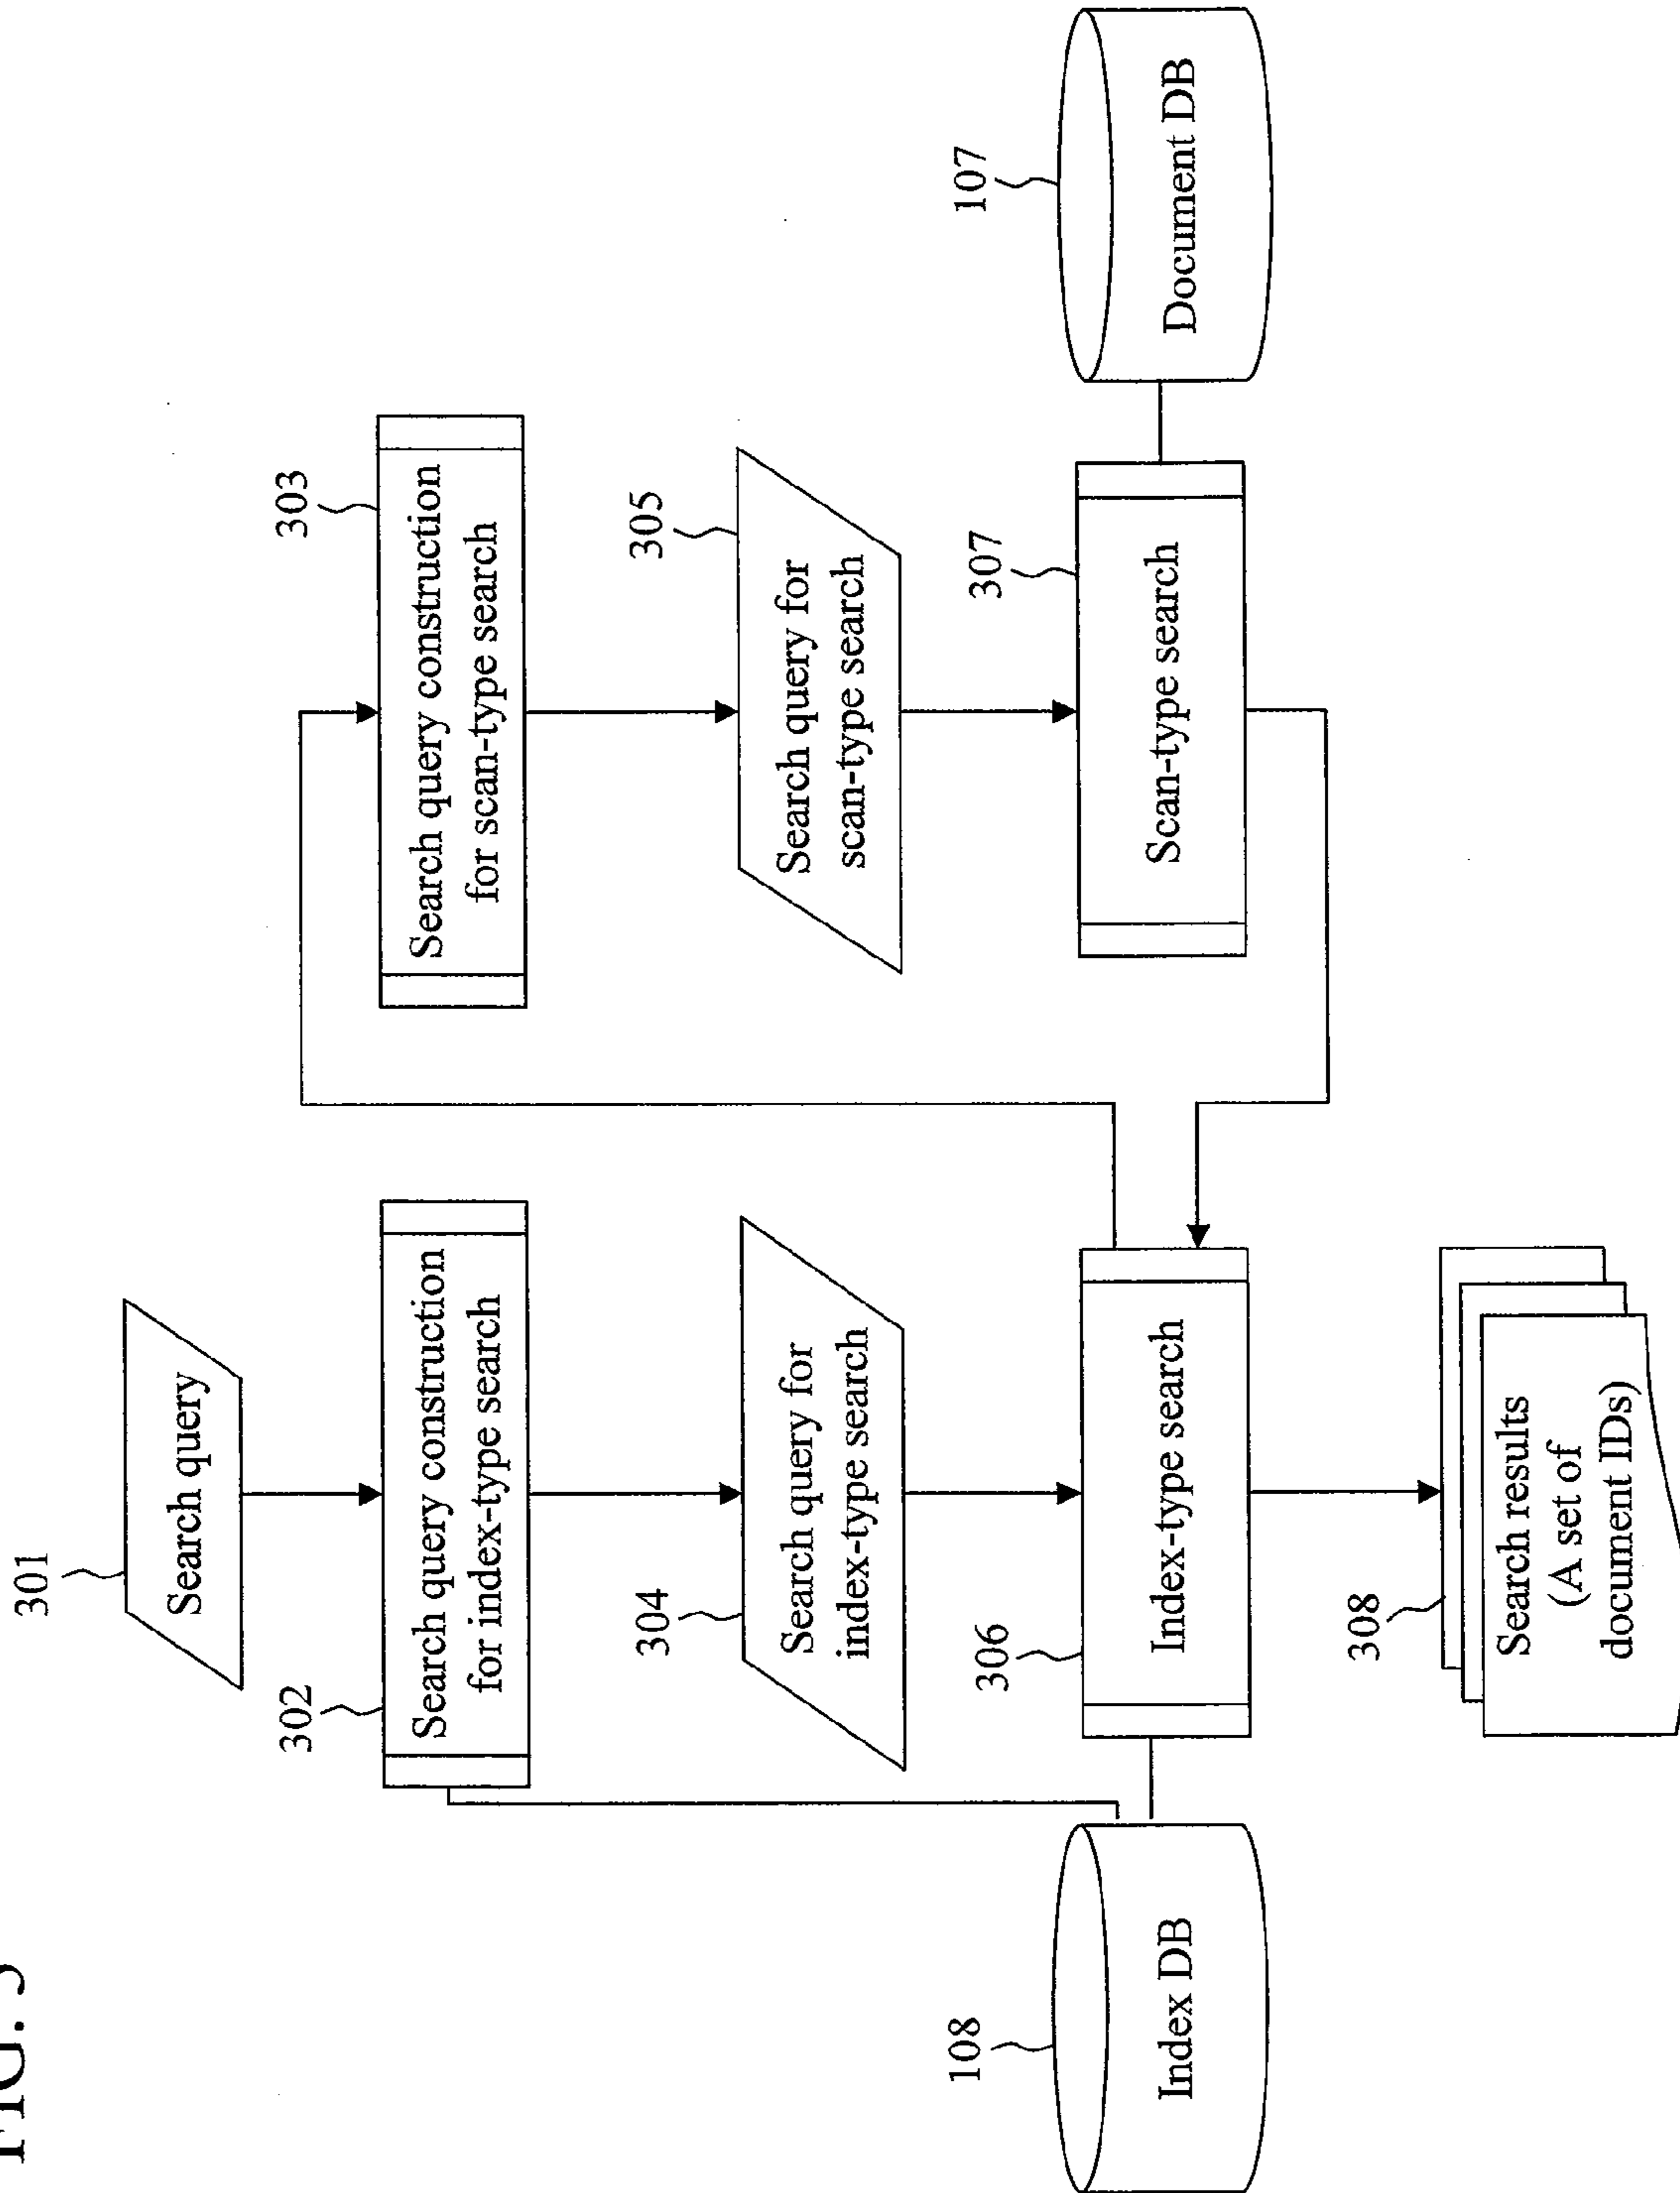 FIG. 3
301
Search query
302
Search query construction
for index-type search
303
Search query construction
for scan-type search
304
Search query for
index-type search
305
Search query for
scan-type search
108
Index DB
306
Index-type search
307
Scan-type search
107
Document DB
308
Search results
(A set of
document IDs)